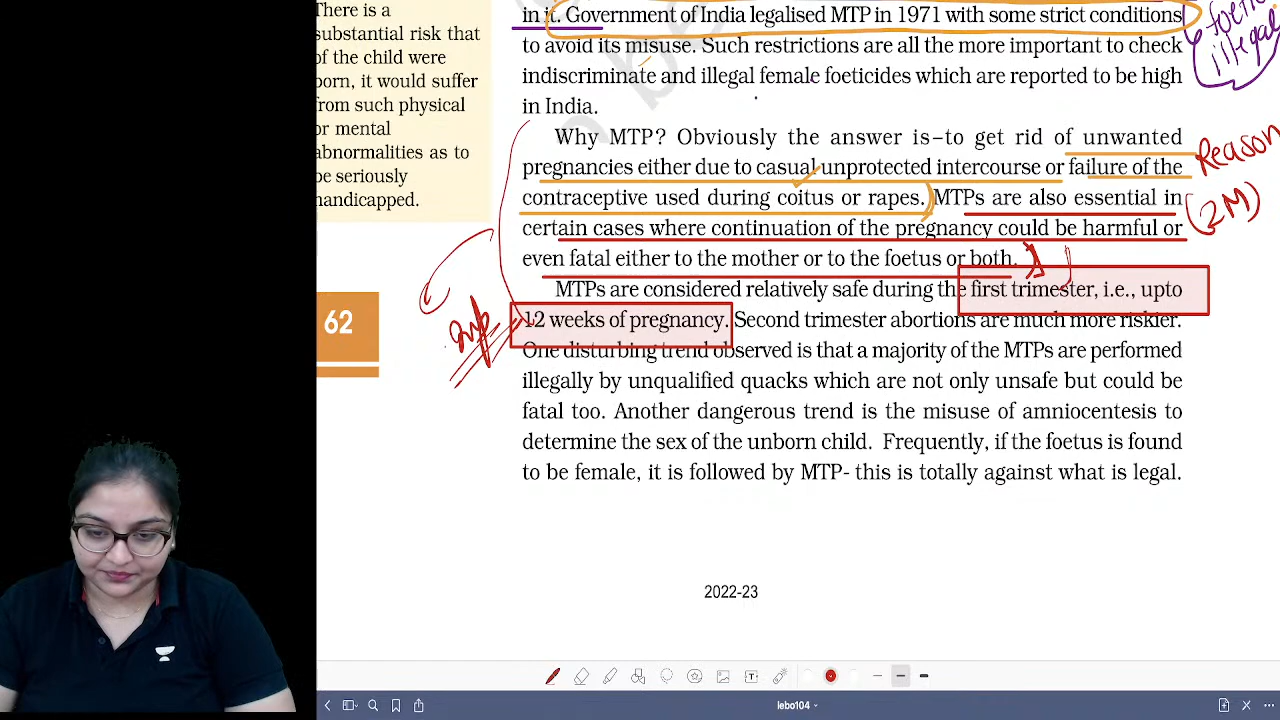 There is a
substantial risk that
of the child were
born, it would suffer
from such physical
or mental
abnormalities as to
be seriously
handicapped.
62
in it. Government of India legalised MTP in 1971 with some strict conditions
to avoid its misuse. Such restrictions are all the more important to check
indiscriminate and illegal female foeticides which are reported to be high
in India.
Why MTP? Obviously the answer is–to get rid of unwanted
pregnancies either due to casual unprotected intercourse or failure of the
contraceptive used during coitus or rapes. MTPs are also essential in
certain cases where continuation of the pregnancy could be harmful or
even fatal either to the mother or to the foetus or both.
MTPs are considered relatively safe during the first trimester, i.e., upto
12 weeks of pregnancy. Second trimester abortions are much more riskier.
One disturbing trend observed is that a majority of the MTPs are performed
illegally by unqualified quacks which are not only unsafe but could be
fatal too. Another dangerous trend is the misuse of amniocentesis to
determine the sex of the unborn child. Frequently, if the foetus is found
to be female, it is followed by MTP- this is totally against what is legal.
illegal
Reason
(2M)
2022-23
lebo104